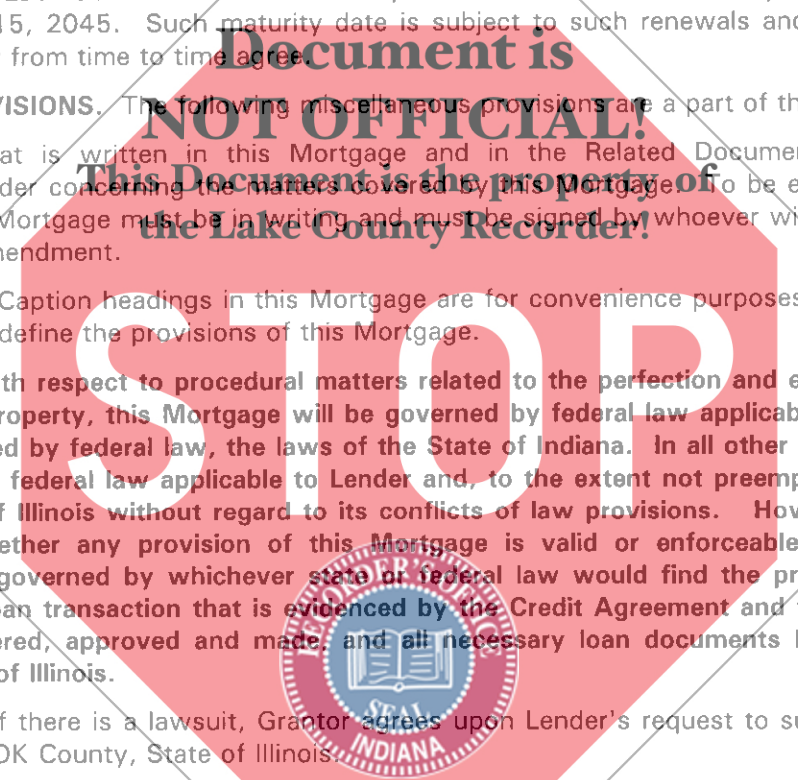 15, 2045. Such maturity date is subject to such renewals and
from time to time agree.
Document is
VISIONS. The following miscellaneous provisions are a part of th
NOT OFFICIAL!
at is written in this Mortgage and in the Related Documen
This Document is the property of
der concerning the matters covered by this Mortgage. To be e
Mortgage must be in writing and must be signed by whoever wi
the Lake County Recorder!
nendment.
Caption headings in this Mortgage are for convenience purposes
define the provisions of this Mortgage.
STOP
th respect to procedural matters related to the perfection and e
roperty, this Mortgage will be governed by federal law applicab
ed by federal law, the laws of the State of Indiana. In all other
federal law applicable to Lender and, to the extent not preemp
f Illinois without regard to its conflicts of law provisions. Hov
ether any provision of this Mortgage is valid or enforceable
governed by whichever state or federal law would find the pr
an transaction that is evidenced by the Credit Agreement and
ered, approved and made, and all necessary loan documents l
of Illinois.
RECORDER'S OFFICE
SEAL
INDIANA
f there is a lawsuit, Grantor agrees upon Lender's request to su
OK County, State of Illinois.